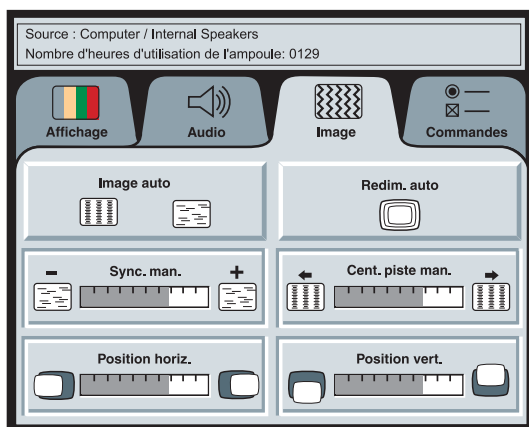 Source : Computer / Internal Speakers
Nombre d'heures d'utilisation de l'ampoule: 0129
Affichage
Audio
Image
Commandes
Image auto
Redim. auto
- Sync. man. +
Cent. piste man.
Position horiz.
Position vert.